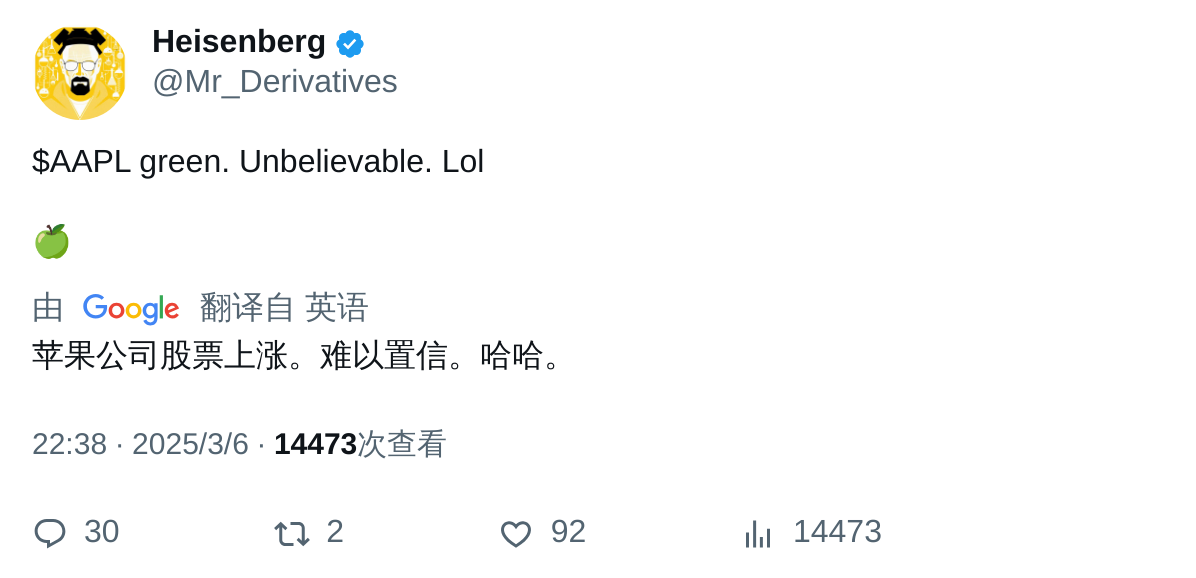 Heisenberg
@Mr_Derivatives
$AAPL green. Unbelievable. Lol
🍏
由 Google 翻译自 英语
苹果公司股票上涨。难以置信。哈哈。
22:38 · 2025/3/6 · 14473次查看
30 2 92 14473